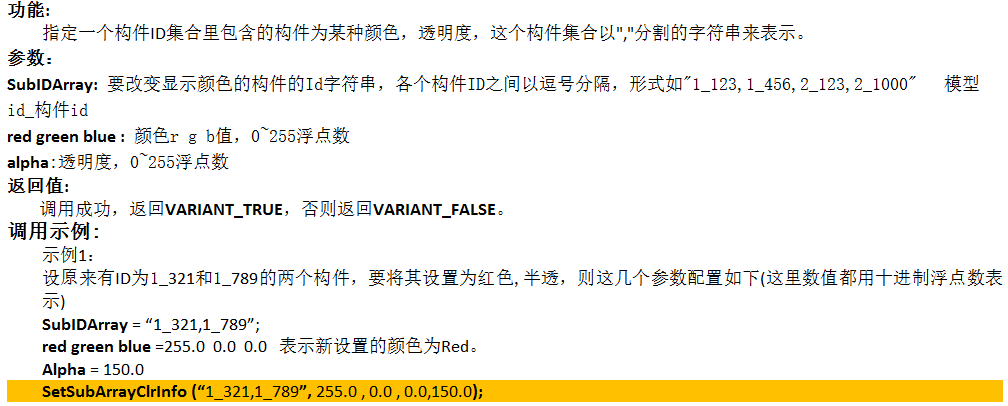 功能:
指定一个构件ID集合里包含的构件为某种颜色，透明度，这个构件集合以","分割的字符串来表示。
参数：
SubIDArray: 要改变显示颜色的构件的Id字符串，各个构件ID之间以逗号分隔，形式如"1_123,1_456,2_123,2_1000" 模型
id_构件id
red green blue : 颜色r g b值，0~255浮点数
alpha:透明度，0~255浮点数
返回值:
调用成功，返回VARIANT_TRUE，否则返回VARIANT_FALSE。
调用示例:
示例1:
设原来有ID为1_321和1_789的两个构件，要将其设置为红色,半透，则这几个参数配置如下(这里数值都用十进制浮点数表
示)
SubIDArray = “1_321,1_789”;
red green blue =255.0 0.0 0.0 表示新设置的颜色为Red。
Alpha = 150.0
SetSubArrayClrInfo (“1_321,1_789”, 255.0 , 0.0 , 0.0,150.0);